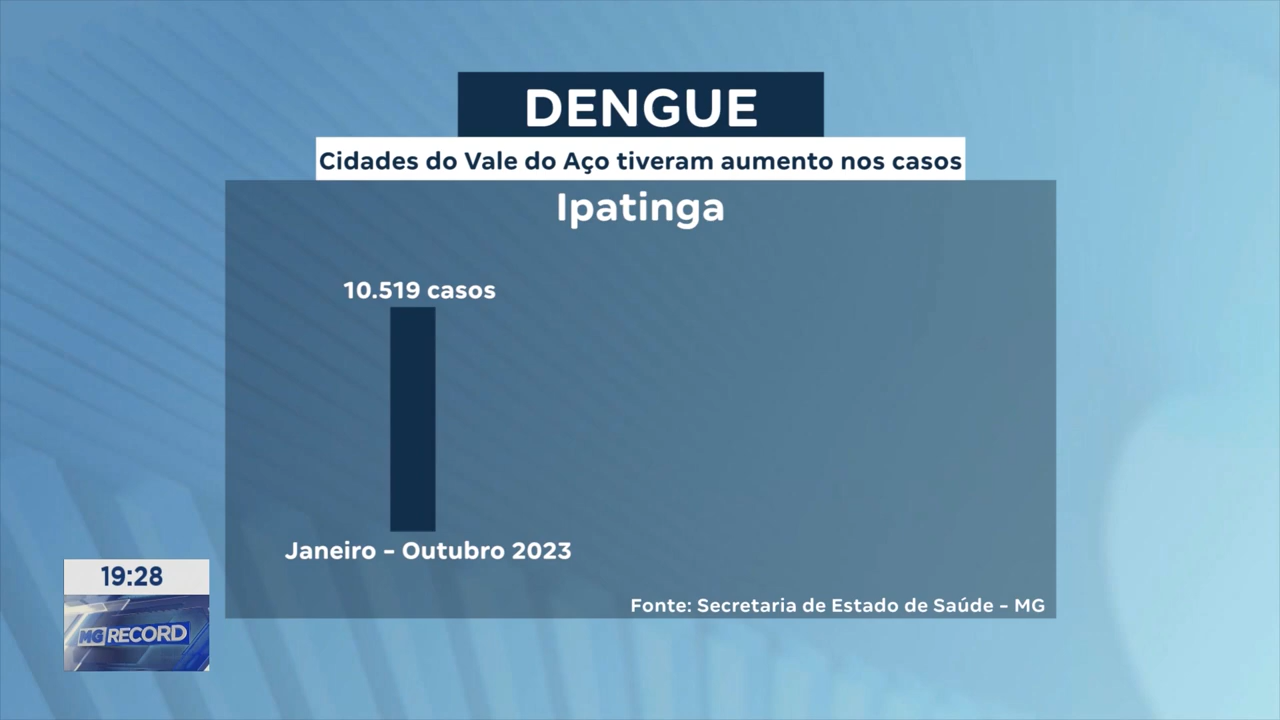 DENGUE
Cidades do Vale do Aço tiveram aumento nos casos
Ipatinga
10.519 casos
Janeiro - Outubro 2023
Fonte: Secretaria de Estado de Saúde - MG
19:28
MG RECORD